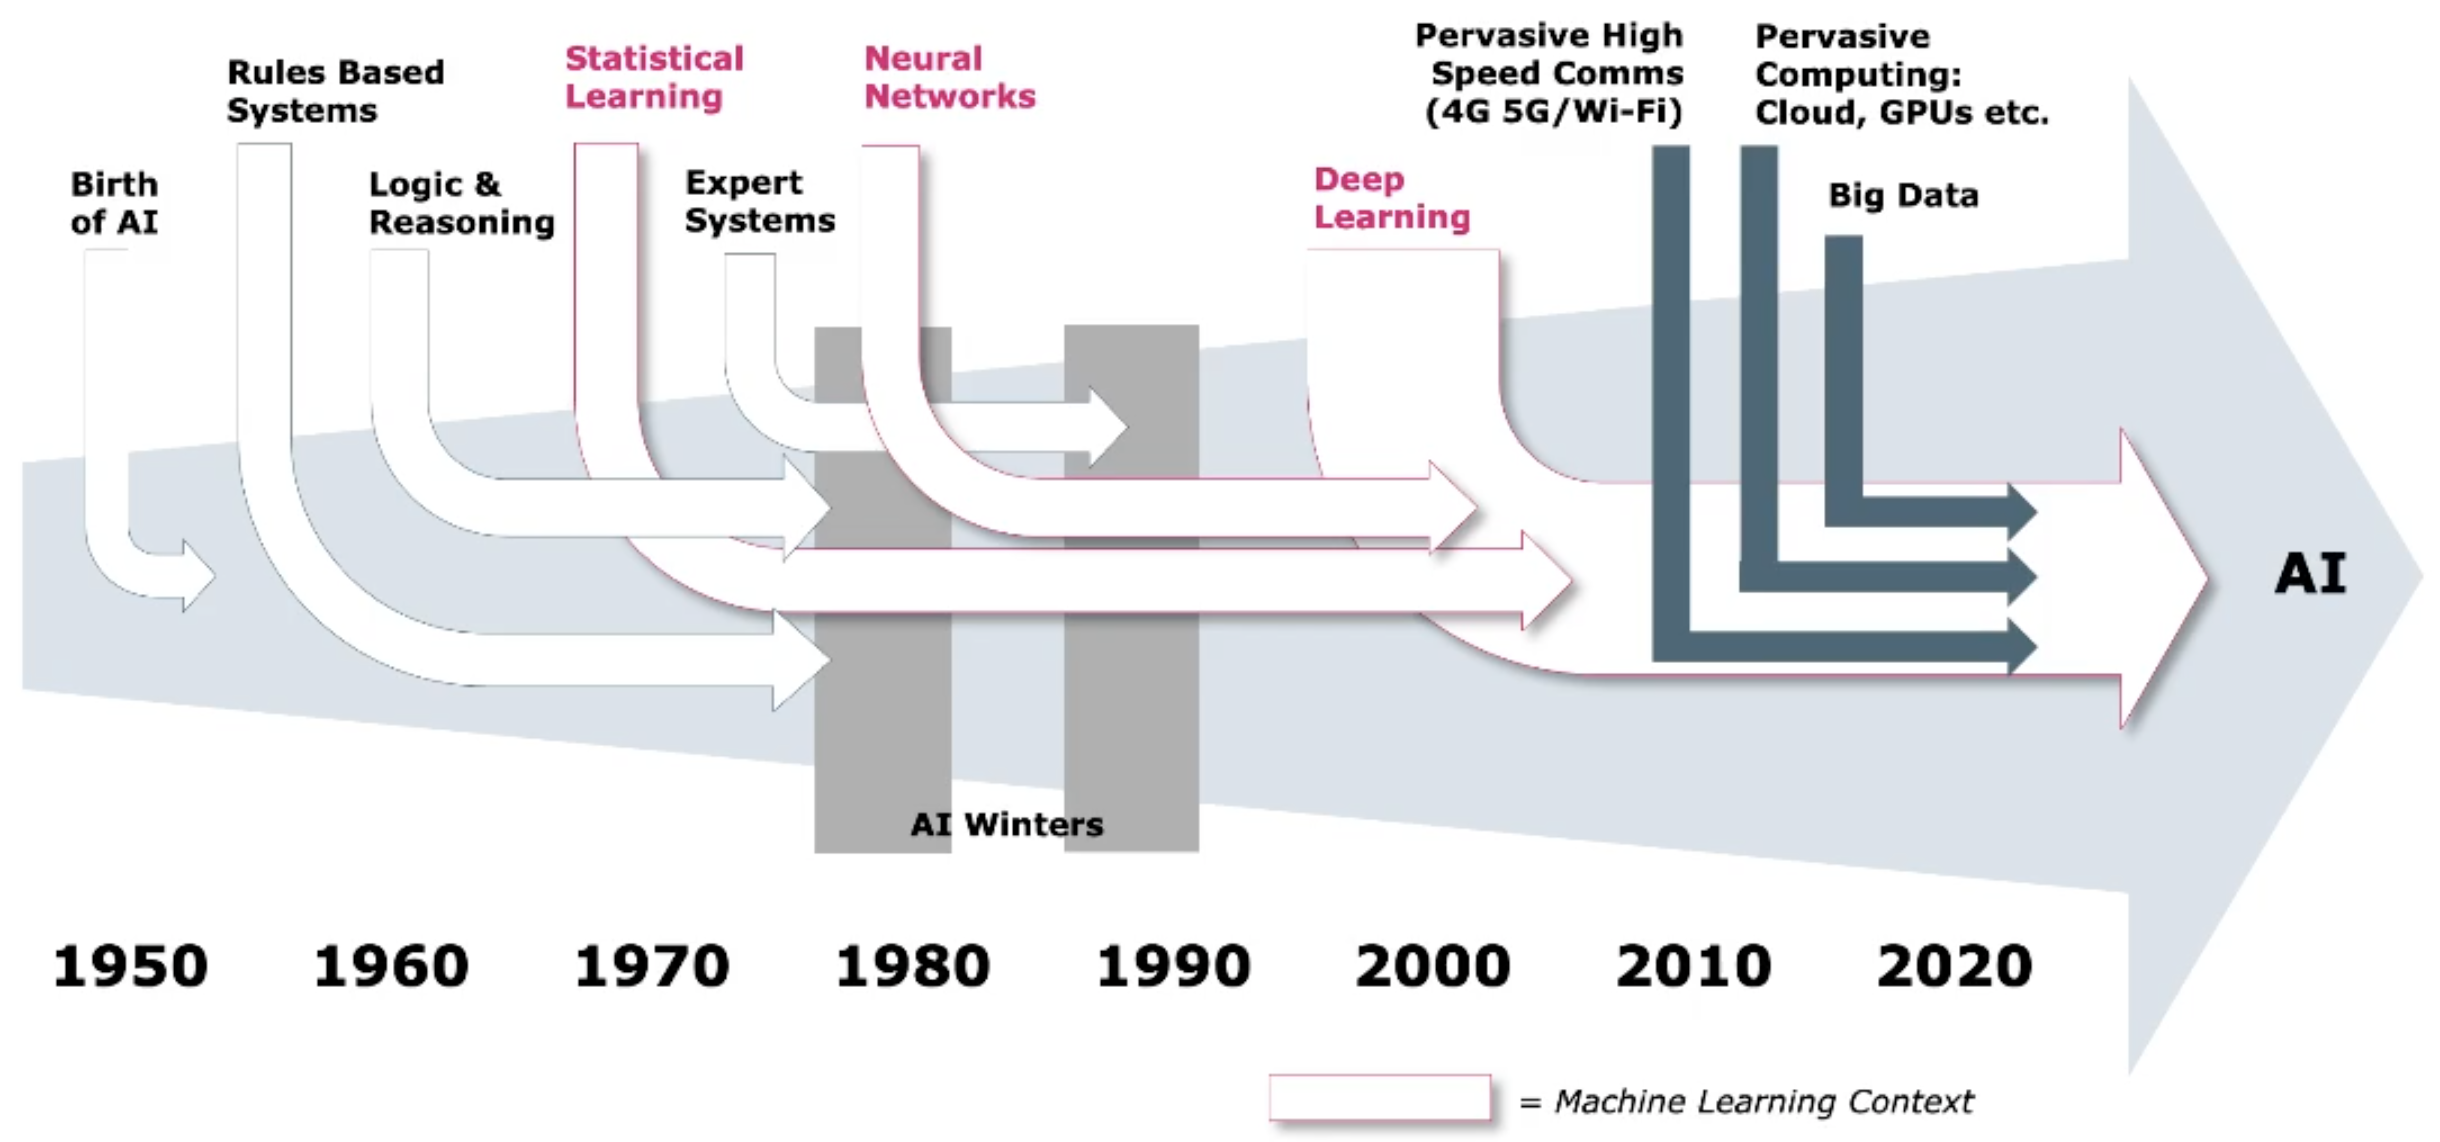 Birth
of AI
Rules Based
Systems
Logic &
Reasoning
Statistical
Learning
Expert
Systems
Neural
Networks
Deep
Learning
Pervasive High
Speed Comms
(4G 5G/Wi-Fi)
Pervasive
Computing:
Cloud, GPUs etc.
Big Data
AI
AI Winters
1950 1960 1970 1980 1990 2000 2010 2020
= Machine Learning Context